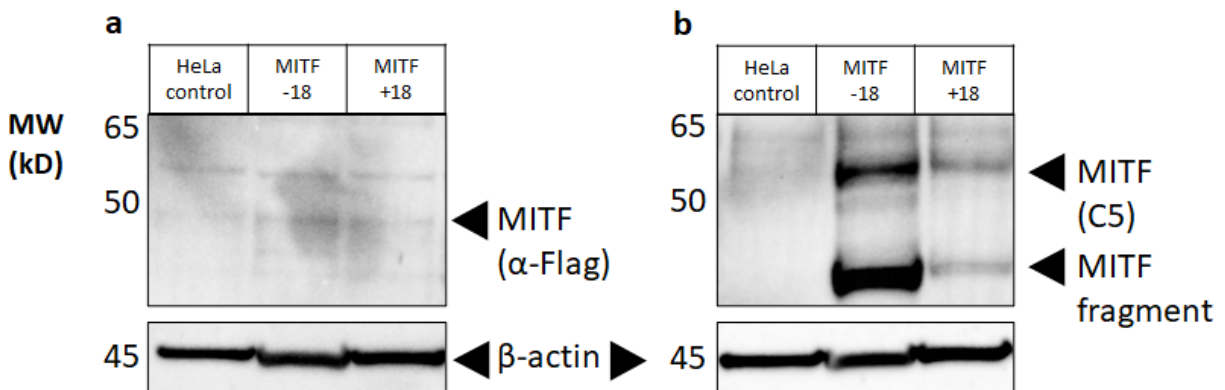 a
b
HeLa
control
MITF
-18
MITF
+18
HeLa
control
MITF
-18
MITF
+18
MW
(kD)
65
50
MITF
(α-Flag)
65
50
MITF
(C5)
MITF
fragment
45
β-actin
45